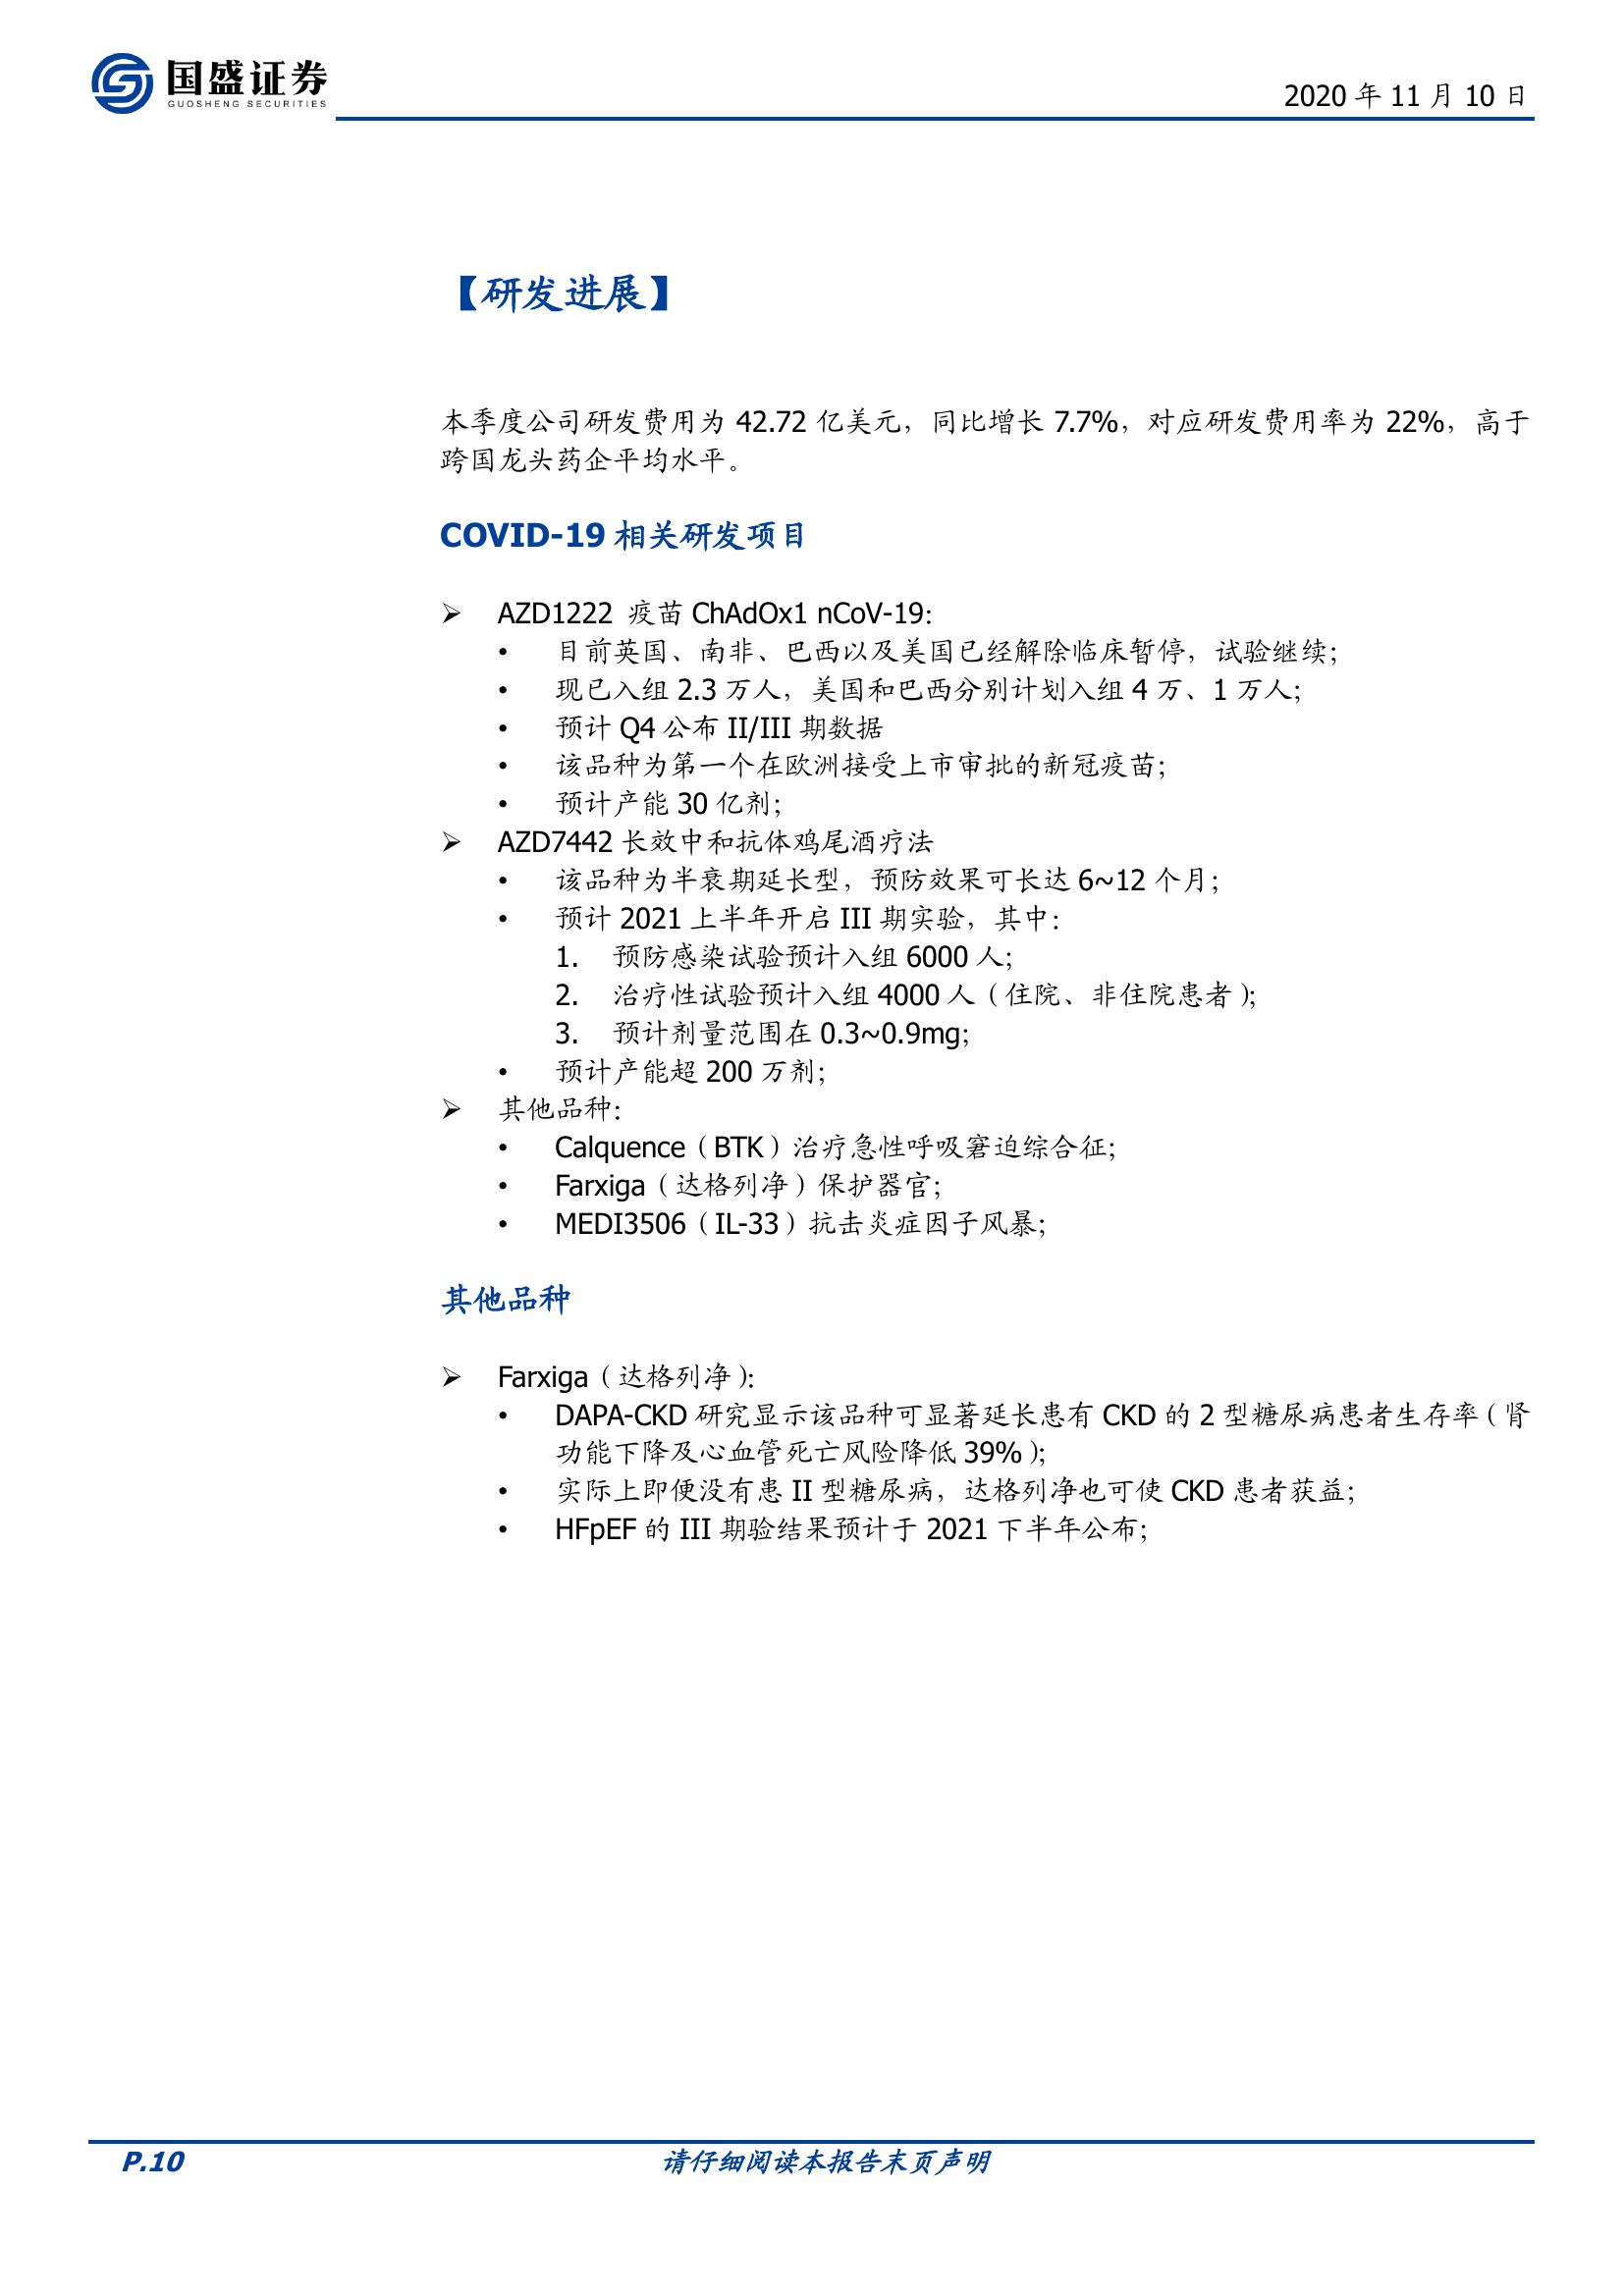 国盛证券
GUOSHENG SECURITIES
2020 年 11 月 10 日
【研发进展】
本季度公司研发费用为 42.72 亿美元，同比增长 7.7%，对应研发费用率为 22%，高于
跨国龙头药企平均水平。
COVID-19 相关研发项目
➢ AZD1222 疫苗 ChAdOx1 nCoV-19：
• 目前英国、南非、巴西以及美国已经解除临床暂停，试验继续；
• 现已入组 2.3 万人，美国和巴西分别计划入组 4 万、1 万人；
• 预计 Q4 公布 II/III 期数据
• 该品种为第一个在欧洲接受上市审批的新冠疫苗；
• 预计产能 30 亿剂；
➢ AZD7442 长效中和抗体鸡尾酒疗法
• 该品种为半衰期延长型，预防效果可长达 6~12 个月；
• 预计 2021 上半年开启 III 期实验，其中：
1. 预防感染试验预计入组 6000 人；
2. 治疗性试验预计入组 4000 人（住院、非住院患者）；
3. 预计剂量范围在 0.3~0.9mg；
• 预计产能超 200 万剂；
➢ 其他品种：
• Calquence（BTK）治疗急性呼吸窘迫综合征；
• Farxiga（达格列净）保护器官；
• MEDI3506（IL-33）抗击炎症因子风暴；
其他品种
➢ Farxiga（达格列净）：
• DAPA-CKD 研究显示该品种可显著延长患有 CKD 的 2 型糖尿病患者生存率（肾
功能下降及心血管死亡风险降低 39%）；
• 实际上即便没有患 II 型糖尿病，达格列净也可使 CKD 患者获益；
• HFpEF 的 III 期验结果预计于 2021 下半年公布；
P.10
请仔细阅读本报告末页声明